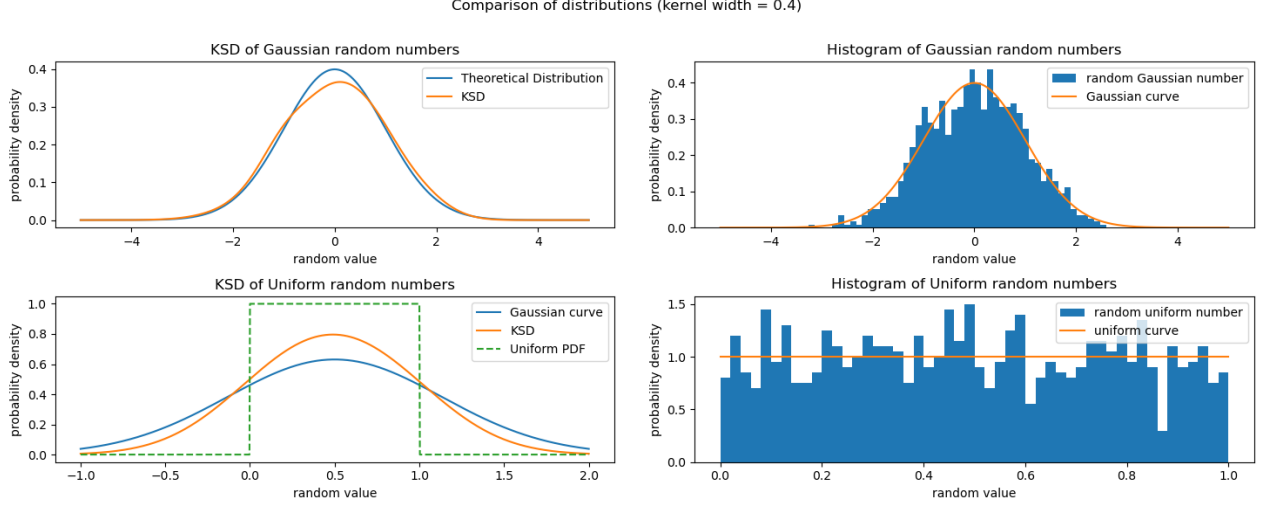 Comparison of distributions (kernel width = 0.4)
KSD of Gaussian random numbers
probability density
0.4
0.3
0.2
0.1
0.0
Theoretical Distribution
KSD
−4
−2
0
2
4
random value
Histogram of Gaussian random numbers
probability density
0.4
0.3
0.2
0.1
0.0
random Gaussian number
Gaussian curve
−4
−2
0
2
4
random value
KSD of Uniform random numbers
probability density
1.0
0.8
0.6
0.4
0.2
0.0
Gaussian curve
KSD
Uniform PDF
−1.0
−0.5
0.0
0.5
1.0
1.5
2.0
random value
Histogram of Uniform random numbers
probability density
1.5
1.0
0.5
0.0
random uniform number
uniform curve
0.0
0.2
0.4
0.6
0.8
1.0
random value